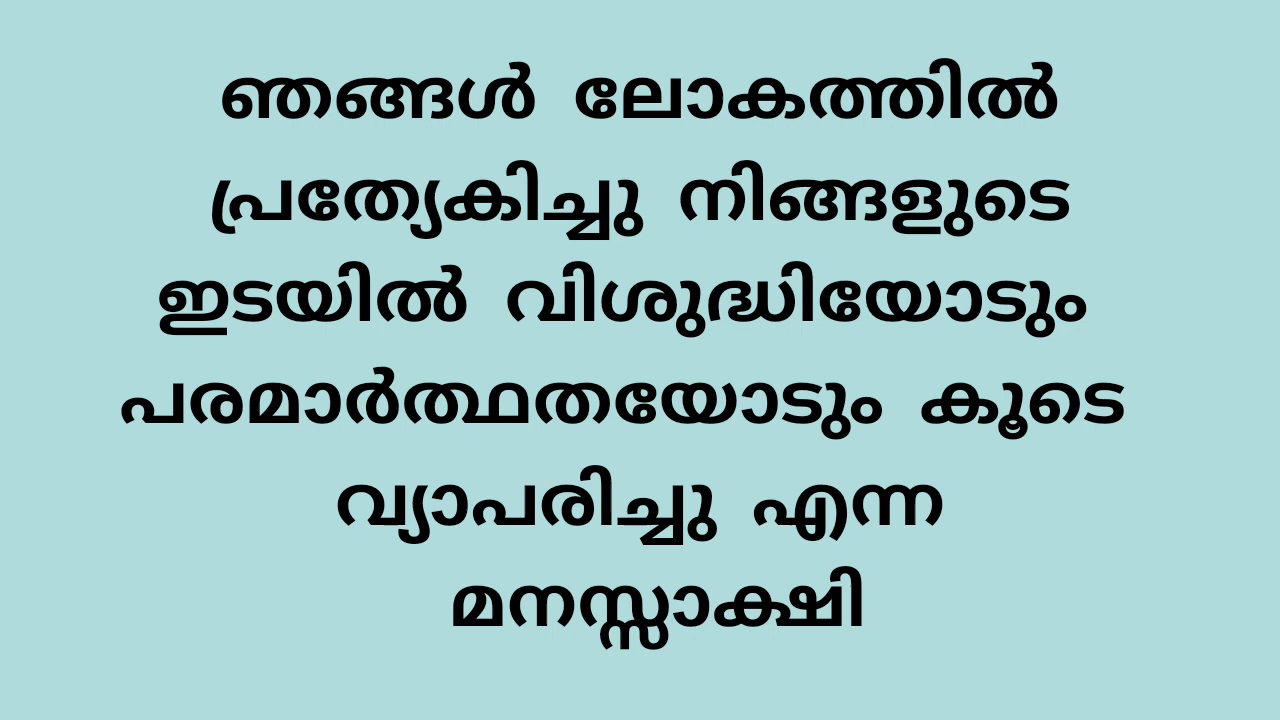 ഞങ്ങൾ ലോകത്തിൽ
പ്രത്യേകിച്ചു നിങ്ങളുടെ
ഇടയിൽ വിശുദ്ധിയോടും
പരമാർത്ഥതയോടും കൂടെ
വ്യാപരിച്ചു എന്ന
മനസ്സാക്ഷി